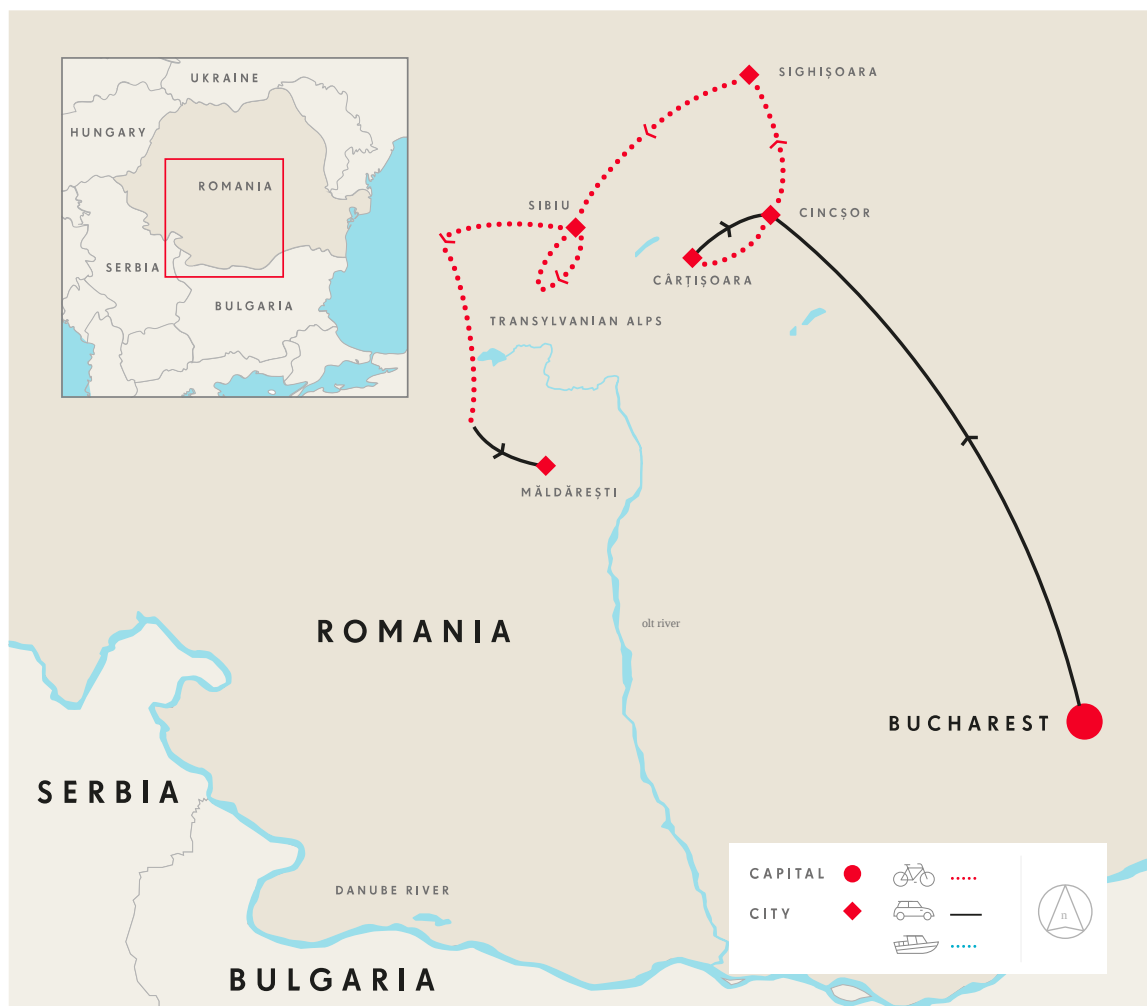 UKRAINE
HUNGARY
ROMANIA
SERBIA
BULGARIA
SIGHIȘOARA
SIBIU
CINCȘOR
CÂRȚIȘOARA
TRANSYLVANIAN ALPS
MĂLDĂREȘTI
olt river
ROMANIA
BUCHAREST
SERBIA
DANUBE RIVER
BULGARIA
CAPITAL
CITY
n